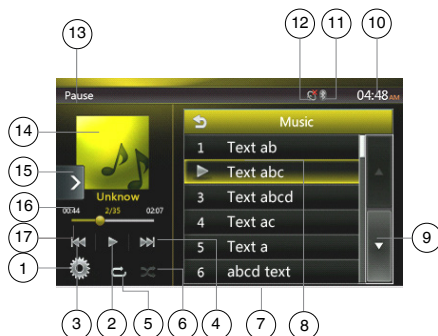 12 11 10
13
Pause 04:48 AM
14
Music
1 Text ab
15
Text abc
Unknow
3 Text abcd
16
00:44 2/35 02:07
4 Text ac
17
9
5 Text a
1
6 abcd text
3 2 5 6 4 7 8